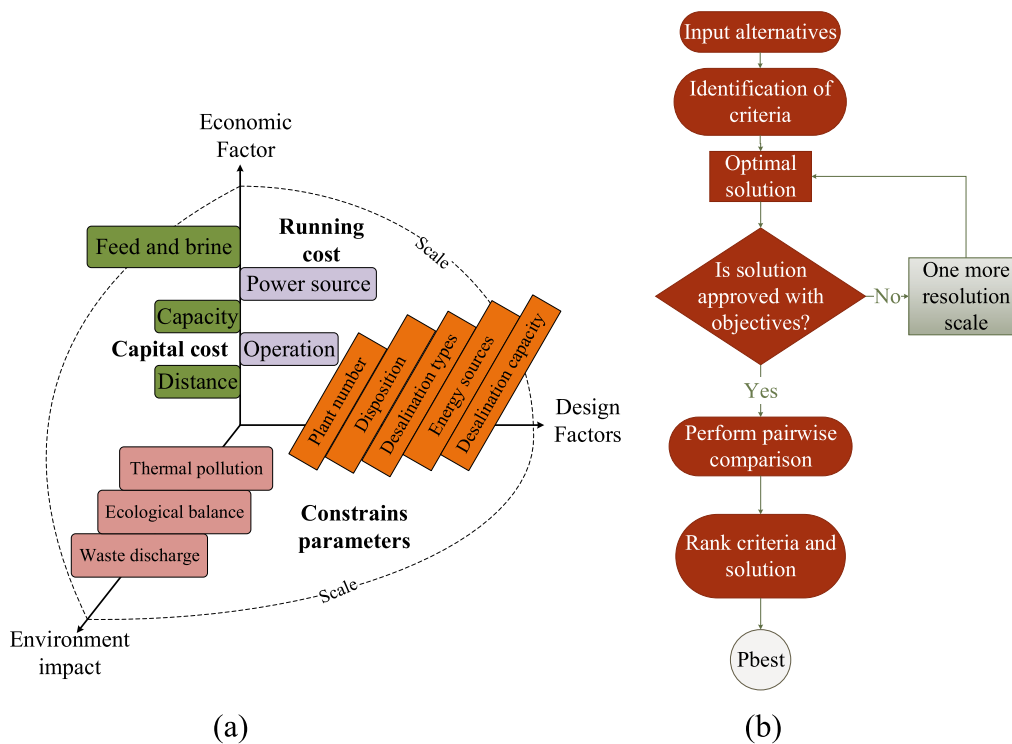 Economic
Factor
Running
cost
Scale
Feed and brine
Power source
Capacity
Capital cost
Operation
Distance
Plant number
Disposition
Desalination types
Energy sources
Desalination capacity
Design
Factors
Thermal pollution
Ecological balance
Waste discharge
Constrains
parameters
Scale
Environment
impact
(a)
Input alternatives
Identification of
criteria
Optimal
solution
Is solution
approved with
objectives?
No
One more
resolution
scale
Yes
Perform pairwise
comparison
Rank criteria and
solution
Pbest
(b)